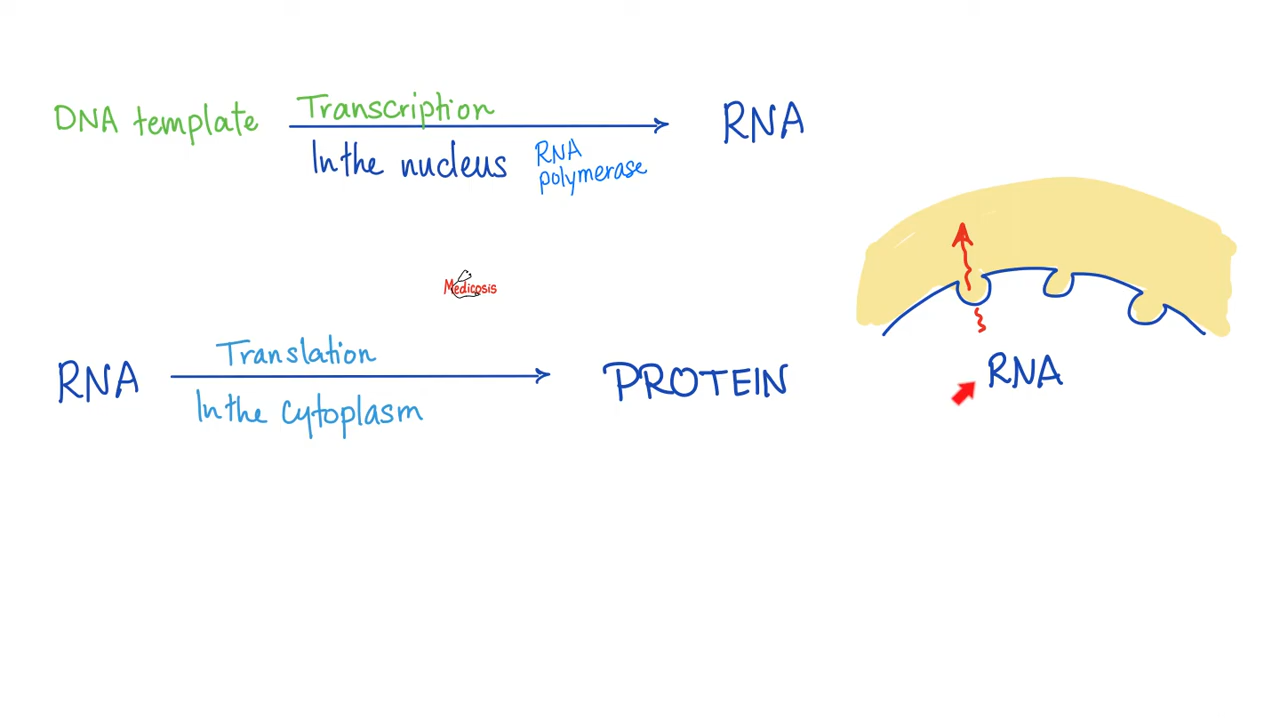 DNA template
Transcription
RNA
In the nucleus
RNA
polymerase
Medicosis
RNA
Translation
In the cytoplasm
PROTEIN
RNA